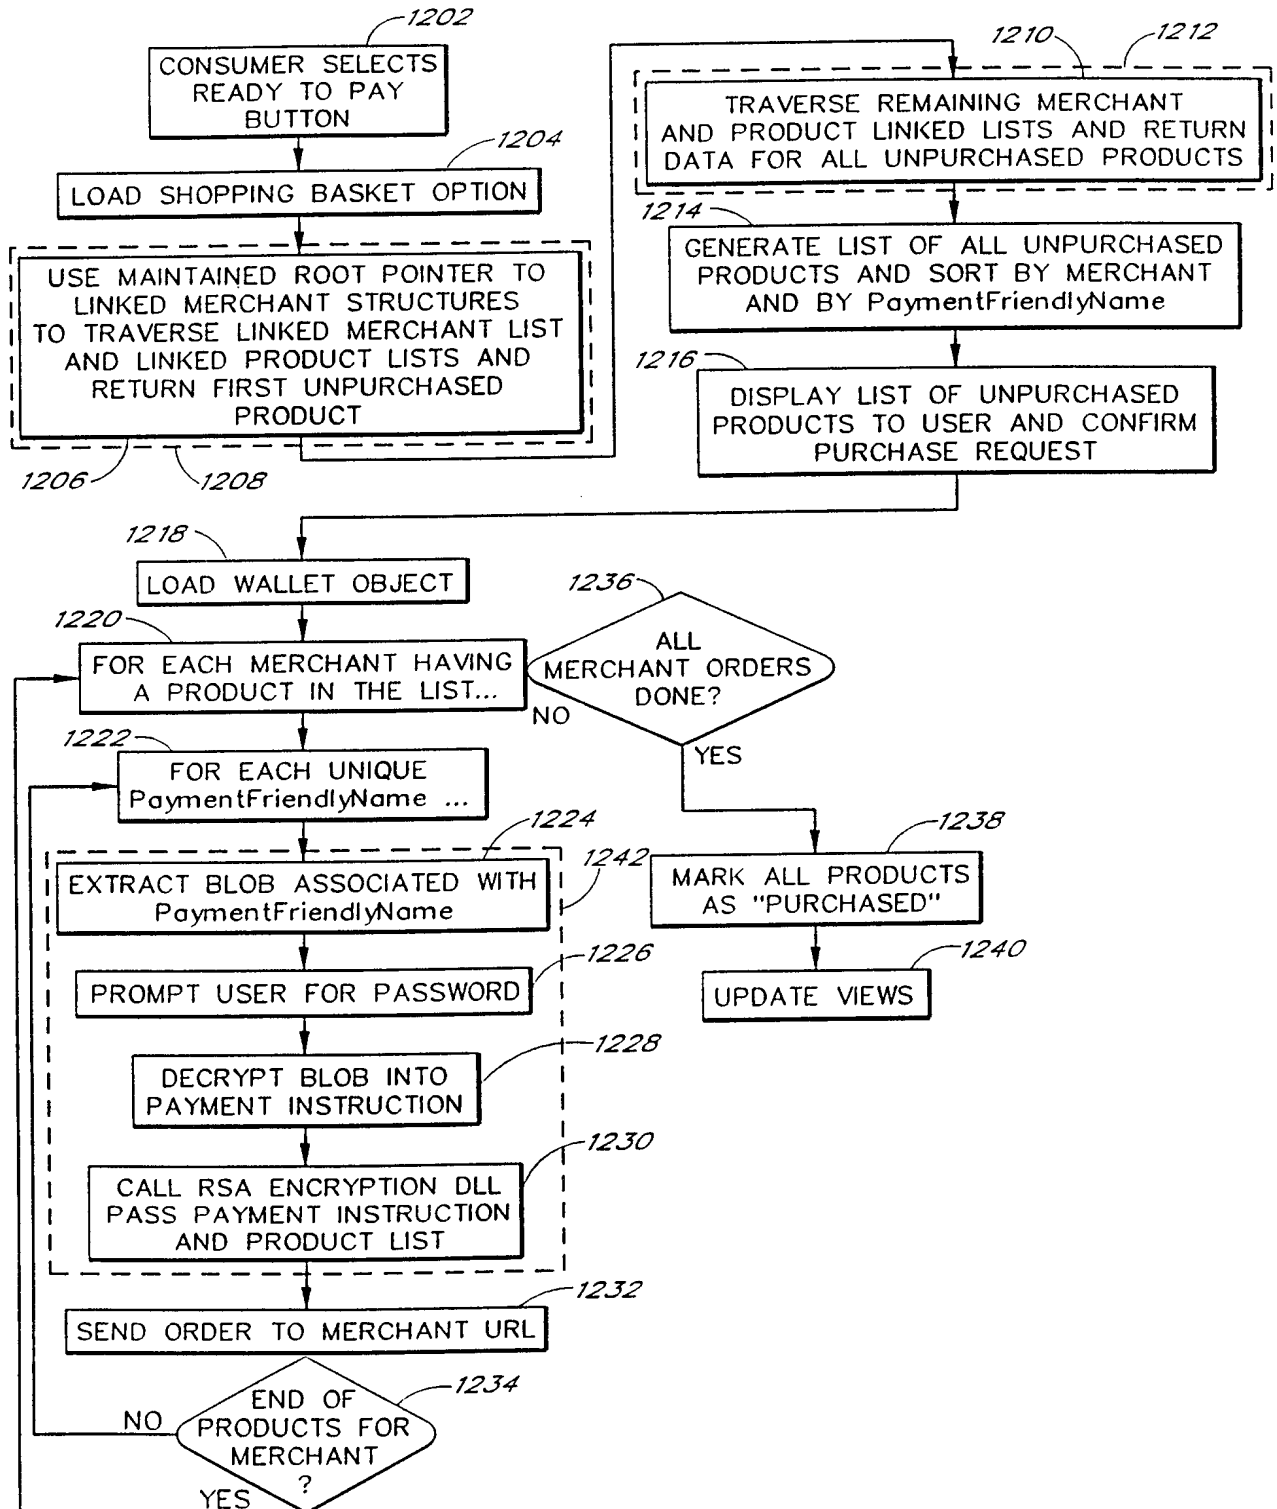 1202
CONSUMER SELECTS
READY TO PAY
BUTTON
1204
LOAD SHOPPING BASKET OPTION
USE MAINTAINED ROOT POINTER TO
LINKED MERCHANT STRUCTURES
TO TRAVERSE LINKED MERCHANT LIST
AND LINKED PRODUCT LISTS AND
RETURN FIRST UNPURCHASED
PRODUCT
1206
1208
1210
1212
TRAVERSE REMAINING MERCHANT
AND PRODUCT LINKED LISTS AND RETURN
DATA FOR ALL UNPURCHASED PRODUCTS
1214
GENERATE LIST OF ALL UNPURCHASED
PRODUCTS AND SORT BY MERCHANT
AND BY PaymentFriendlyName
1216
DISPLAY LIST OF UNPURCHASED
PRODUCTS TO USER AND CONFIRM
PURCHASE REQUEST
1218
LOAD WALLET OBJECT
1220
FOR EACH MERCHANT HAVING
A PRODUCT IN THE LIST...
1236
ALL
MERCHANT ORDERS
DONE?
NO
YES
1222
FOR EACH UNIQUE
PaymentFriendlyName ...
1224
1242
EXTRACT BLOB ASSOCIATED WITH
PaymentFriendlyName
1226
PROMPT USER FOR PASSWORD
1228
DECRYPT BLOB INTO
PAYMENT INSTRUCTION
1230
CALL RSA ENCRYPTION DLL
PASS PAYMENT INSTRUCTION
AND PRODUCT LIST
1232
SEND ORDER TO MERCHANT URL
1234
END OF
PRODUCTS FOR
MERCHANT
?
NO
YES
1238
MARK ALL PRODUCTS
AS "PURCHASED"
1240
UPDATE VIEWS